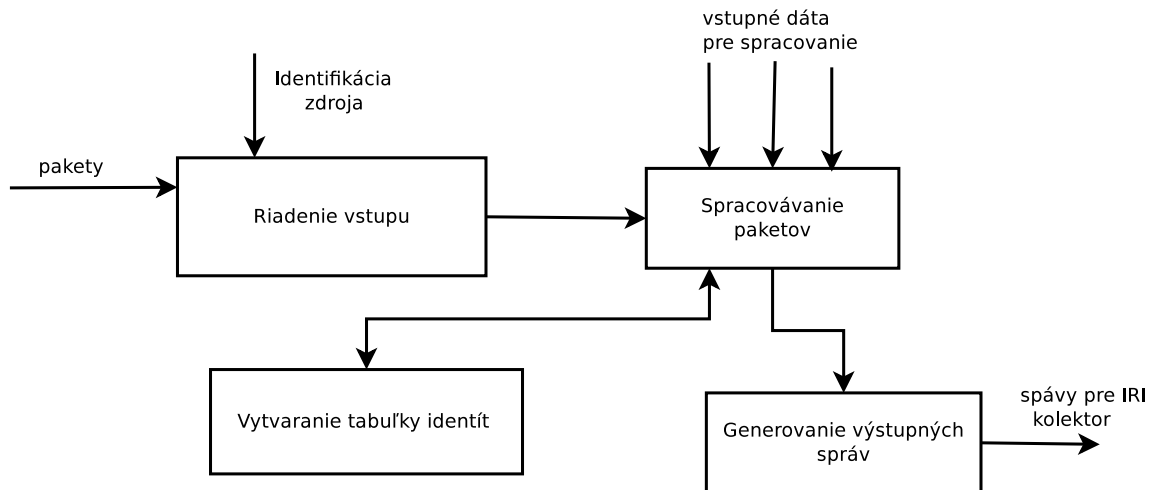 vstupné dáta
pre spracovanie
Identifikácia
zdroja
pakety
Riadenie vstupu
Spracovávanie
paketov
Vytvaranie tabuľky identít
Generovanie výstupných
správ
spávy pre IRI
kolektor